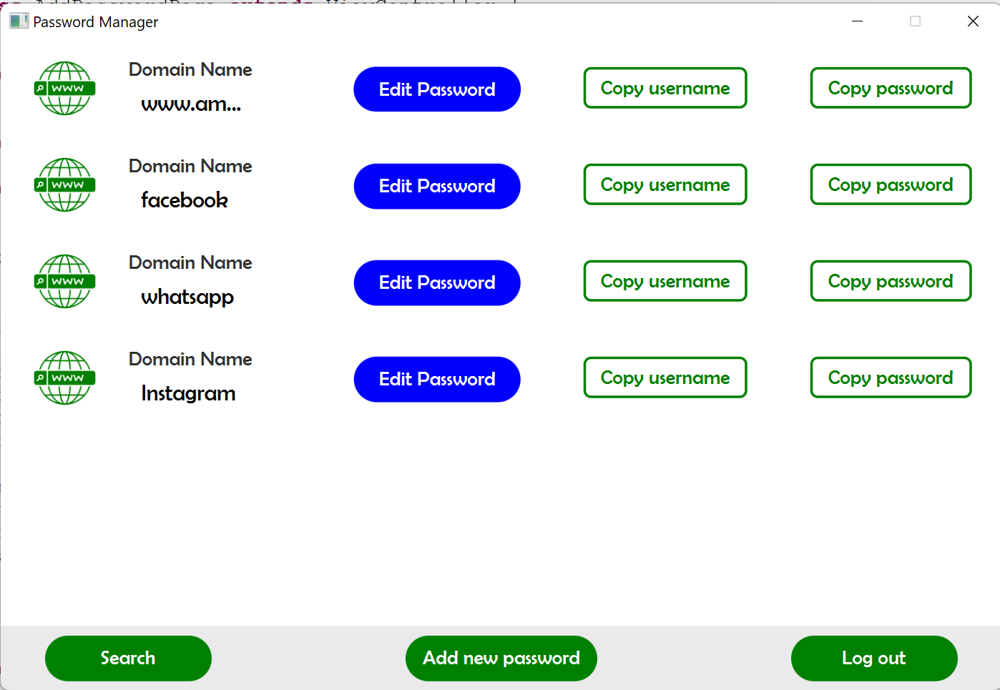 Password Manager
www
Domain Name
www.am...
Edit Password
Copy username
Copy password
www
Domain Name
facebook
Edit Password
Copy username
Copy password
www
Domain Name
whatsapp
Edit Password
Copy username
Copy password
www
Domain Name
Instagram
Edit Password
Copy username
Copy password
Search
Add new password
Log out